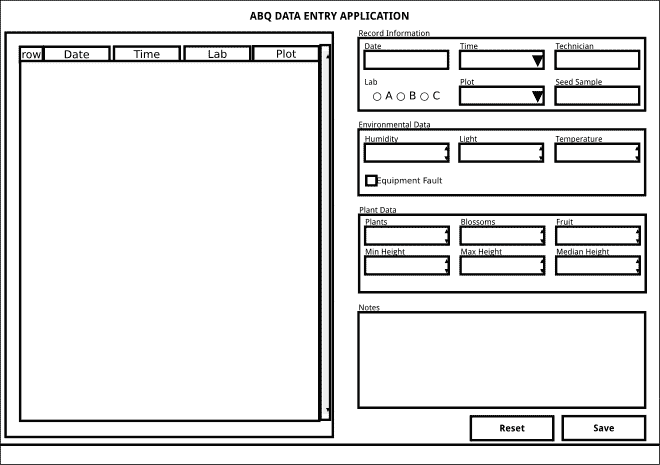 ABQ DATA ENTRY APPLICATION
row Date Time Lab Plot
Record Information
Date Time Technician
Lab Plot Seed Sample
A B C
Environmental Data
Humidity Light Temperature
Equipment Fault
Plant Data
Plants Blossoms Fruit
Min Height Max Height Median Height
Notes
Reset Save